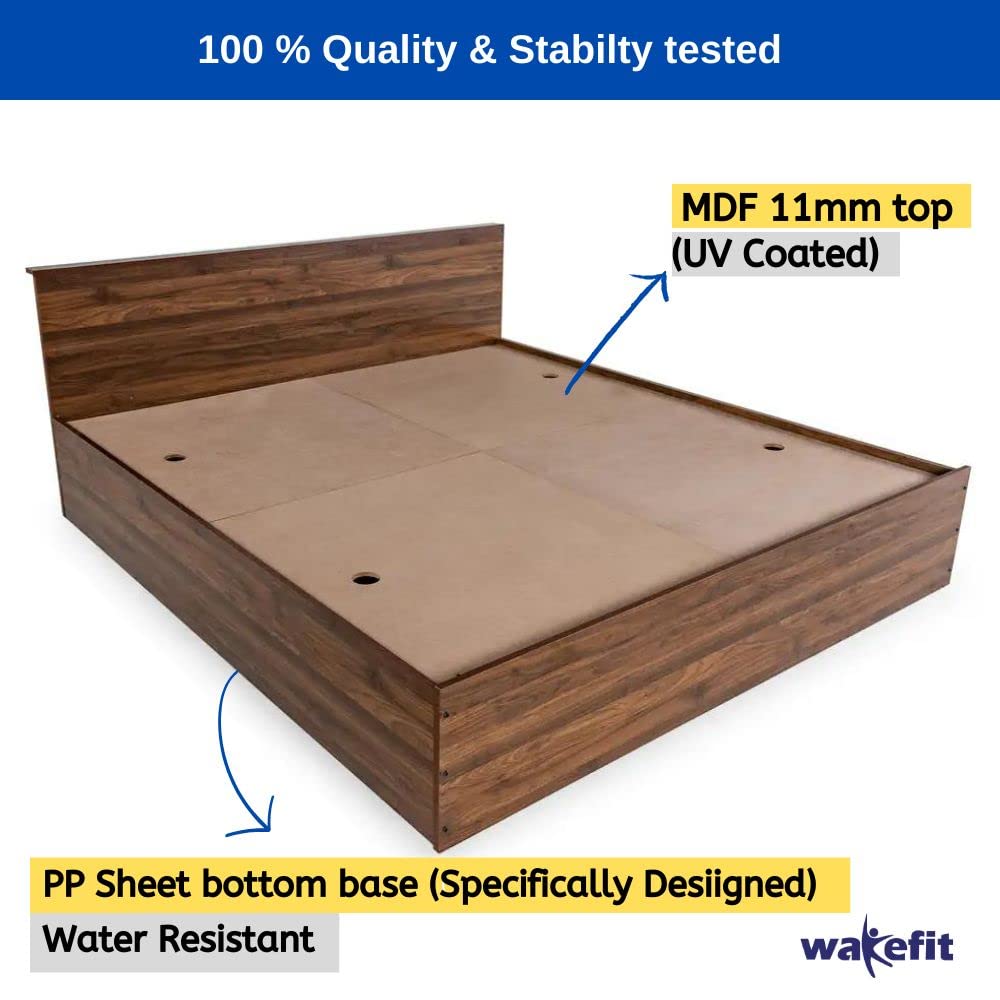 100 % Quality & Stabilty tested
MDF 11mm top
(UV Coated)
PP Sheet bottom base (Specifically Desiigned)
Water Resistant
wakefit